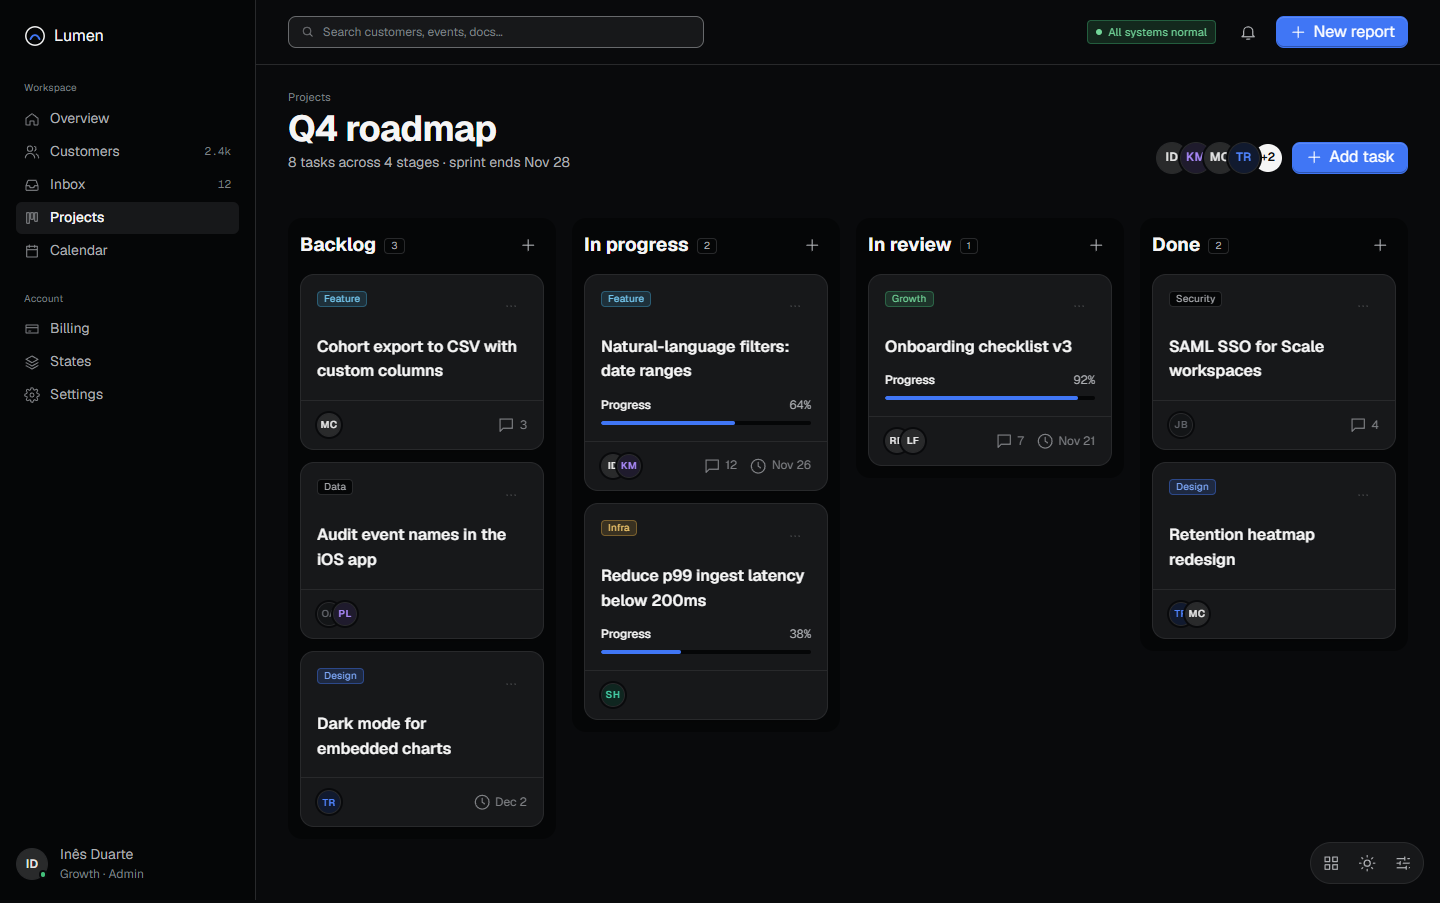 Lumen
Search customers, events, docs…
All systems normal
New report
Workspace
Overview
Customers 2.4k
Inbox 12
Projects
Calendar
Account
Billing
States
Settings
Inês Duarte
Growth · Admin
ID
Projects
Q4 roadmap
8 tasks across 4 stages · sprint ends Nov 28
ID KM MC TR +2
Add task
Backlog 3
Feature
Cohort export to CSV with
custom columns
MC 3
Data
Audit event names in the
iOS app
PL
Design
Dark mode for
embedded charts
TR Dec 2
In progress 2
Feature
Natural-language filters:
date ranges
Progress 64%
ID KM 12 Nov 26
Infra
Reduce p99 ingest latency
below 200ms
Progress 38%
SH
In review 1
Growth
Onboarding checklist v3
Progress 92%
LF 7 Nov 21
Done 2
Security
SAML SSO for Scale
workspaces
JB 4
Design
Retention heatmap
redesign
TR MC